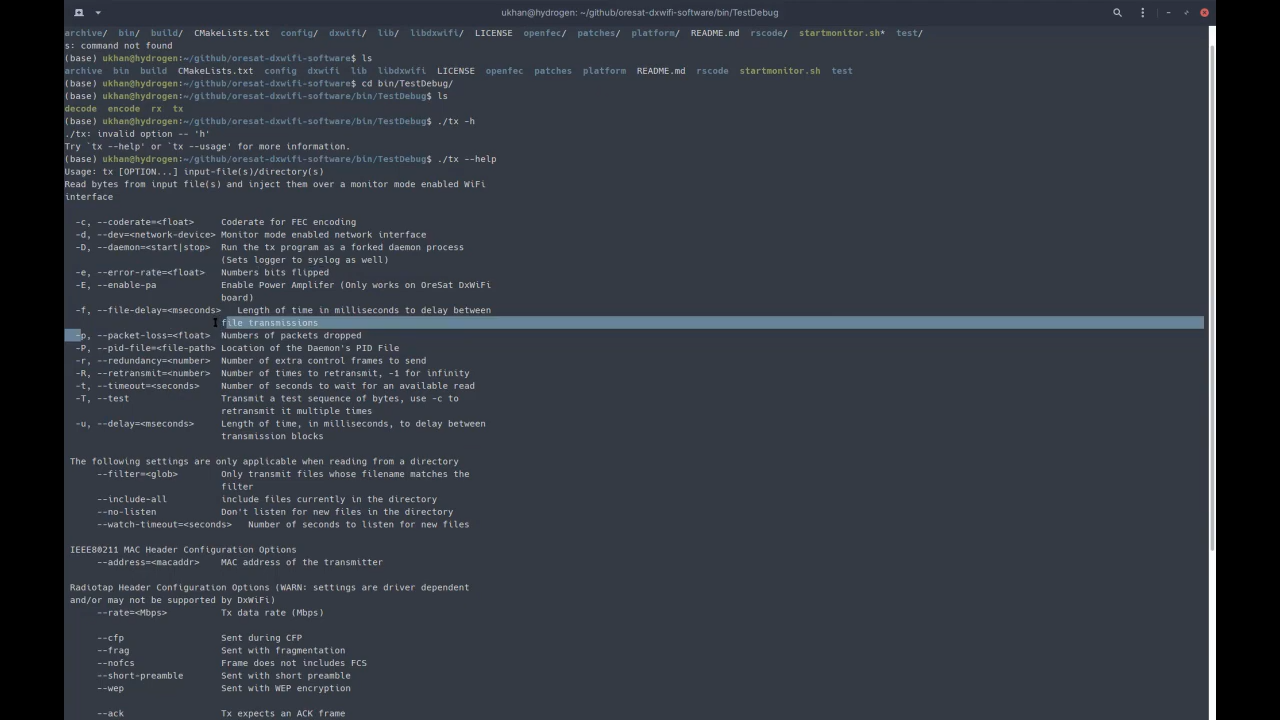 ukhan@hydrogen: ~/github/oresat-dxwifi-software/bin/TestDebug
archive/  bin/  build/  CMakeLists.txt  config/  dxwifi/  lib/  libdxwifi/  LICENSE  openfec/  patches/  platform/  README.md  rscode/  startmonitor.sh*  test/
s: command not found
(base) ukhan@hydrogen:~/github/oresat-dxwifi-software$ ls
archive  bin  build  CMakeLists.txt  config  dxwifi  lib  libdxwifi  LICENSE  openfec  patches  platform  README.md  rscode  startmonitor.sh  test
(base) ukhan@hydrogen:~/github/oresat-dxwifi-software$ cd bin/TestDebug/
(base) ukhan@hydrogen:~/github/oresat-dxwifi-software/bin/TestDebug$ ls
decode  encode  rx  tx
(base) ukhan@hydrogen:~/github/oresat-dxwifi-software/bin/TestDebug$ ./tx -h
./tx: invalid option -- 'h'
Try `tx --help' or `tx --usage' for more information.
(base) ukhan@hydrogen:~/github/oresat-dxwifi-software/bin/TestDebug$ ./tx --help
Usage: tx [OPTION...] input-file(s)/directory(s)
Read bytes from input file(s) and inject them over a monitor mode enabled WiFi
interface
-c, --coderate=<float>     Coderate for FEC encoding
-d, --dev=<network-device> Monitor mode enabled network interface
-D, --daemon=<start|stop>  Run the tx program as a forked daemon process
(Sets logger to syslog as well)
-e, --error-rate=<float>   Numbers bits flipped
-E, --enable-pa            Enable Power Amplifer (Only works on OreSat DxWiFi
board)
-f, --file-delay=<mseconds>   Length of time in milliseconds to delay between
file transmissions
-p, --packet-loss=<float>  Numbers of packets dropped
-P, --pid-file=<file-path> Location of the Daemon's PID File
-r, --redundancy=<number>  Number of extra control frames to send
-R, --retransmit=<number>  Number of times to retransmit, -1 for infinity
-t, --timeout=<seconds>    Number of seconds to wait for an available read
-T, --test                 Transmit a test sequence of bytes, use -c to
retransmit it multiple times
-u, --delay=<mseconds>     Length of time, in milliseconds, to delay between
transmission blocks
The following settings are only applicable when reading from a directory
--filter=<glob>        Only transmit files whose filename matches the
filter
--include-all          include files currently in the directory
--no-listen            Don't listen for new files in the directory
--watch-timeout=<seconds>   Number of seconds to listen for new files
IEEE80211 MAC Header Configuration Options
--address=<macaddr>    MAC address of the transmitter
Radiotap Header Configuration Options (WARN: settings are driver dependent
and/or may not be supported by DxWiFi)
--rate=<Mbps>          Tx data rate (Mbps)
--cfp                  Sent during CFP
--frag                 Sent with fragmentation
--nofcs                Frame does not includes FCS
--short-preamble       Sent with short preamble
--wep                  Sent with WEP encryption
--ack                  Tx expects an ACK frame